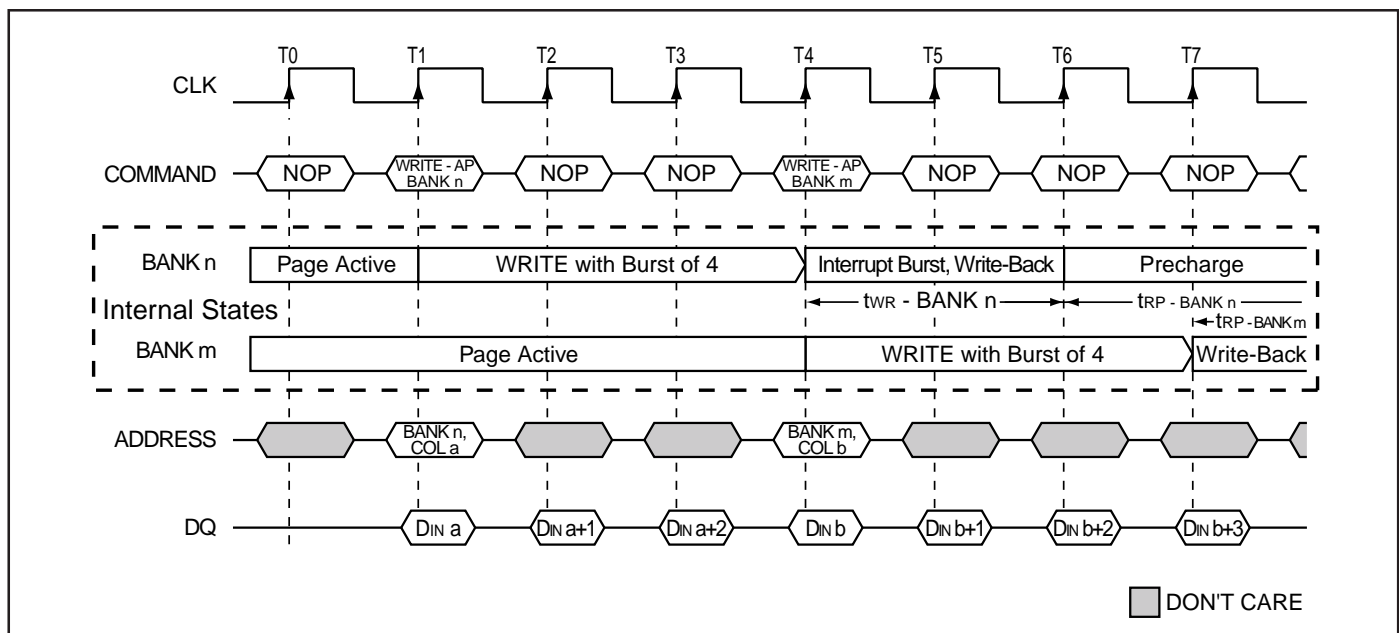 T0 T1 T2 T3 T4 T5 T6 T7
CLK
COMMAND NOP WRITE - AP BANK n NOP NOP WRITE - AP BANK m NOP NOP NOP
BANK n Page Active WRITE with Burst of 4 Interrupt Burst, Write-Back Precharge
tWR - BANK n tRP - BANK n
Internal States
tRP - BANK m
BANK m Page Active WRITE with Burst of 4 Write-Back
ADDRESS BANK n, COL a BANK m, COL b
DQ DIN a DIN a+1 DIN a+2 DIN b DIN b+1 DIN b+2 DIN b+3
DON'T CARE